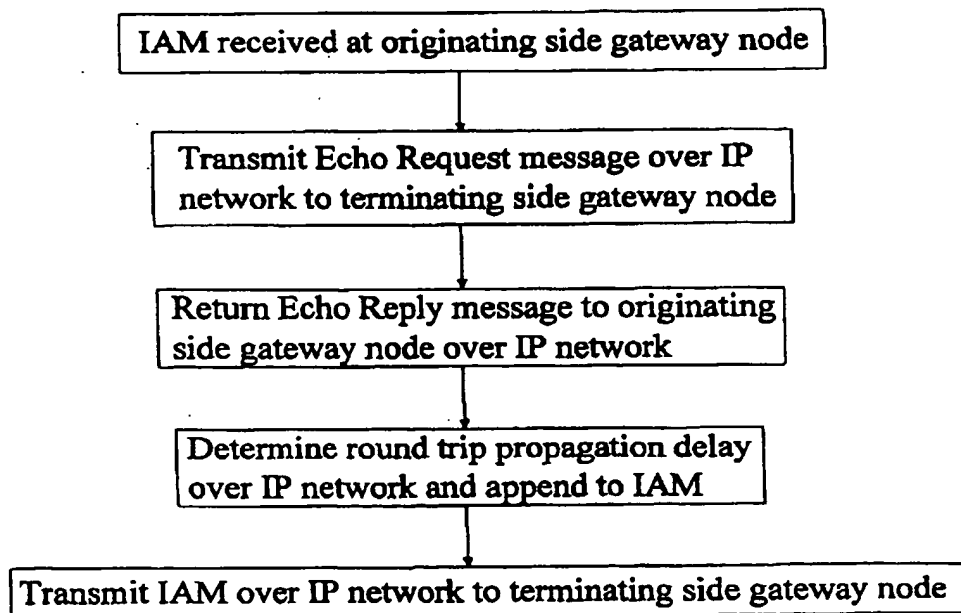 IAM received at originating side gateway node
Transmit Echo Request message over IP
network to terminating side gateway node
Return Echo Reply message to originating
side gateway node over IP network
Determine round trip propagation delay
over IP network and append to IAM
Transmit IAM over IP network to terminating side gateway node